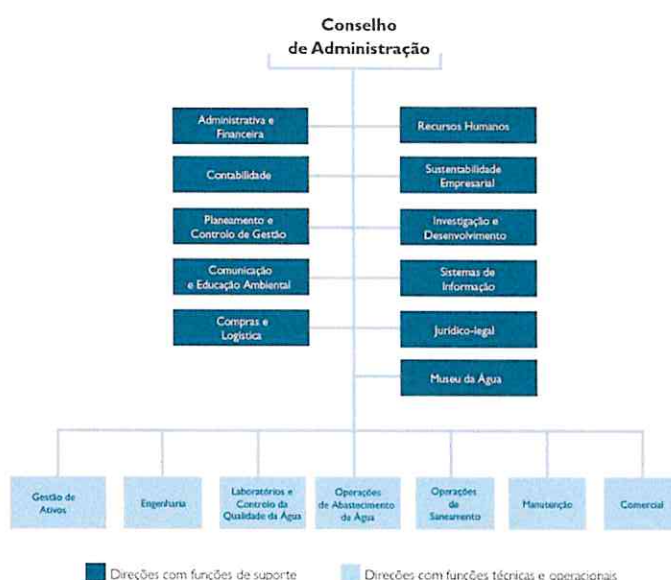 Conselho
de Administração
Administrativa e
Financeira
Recursos Humanos
Contabilidade
Sustentabilidade
Empresarial
Planeamento e
Controlo de Gestão
Investigação e
Desenvolvimento
Comunicação
e Educação Ambiental
Sistemas de
Informação
Compras e
Logística
Jurídico-legal
Museu da Água
Gestão de
Ativos
Engenharia
Laboratórios e
Controlo da
Qualidade da Água
Operações
de Abastecimento
da Água
Operações
de
Saneamento
Manutenção
Comercial
Direções com funções de suporte
Direções com funções técnicas e operacionais